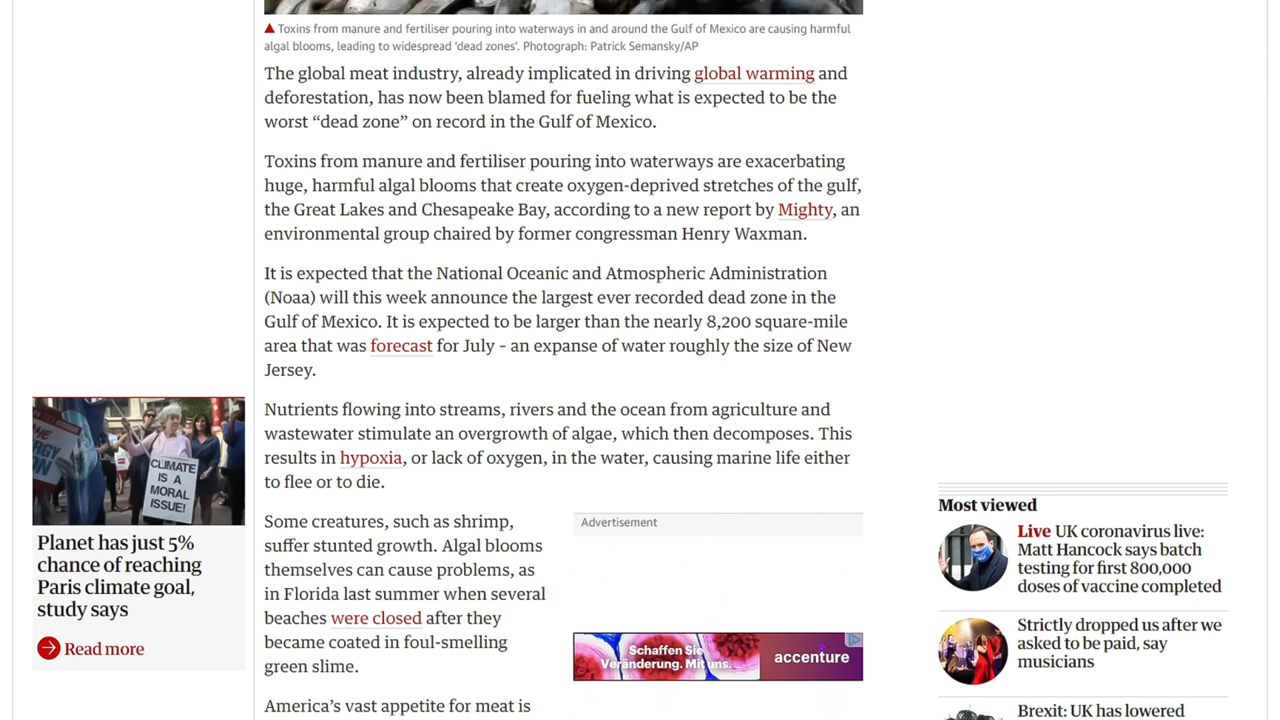 ▲ Toxins from manure and fertiliser pouring into waterways in and around the Gulf of Mexico are causing harmful
algal blooms, leading to widespread ‘dead zones’. Photograph: Patrick Semansky/AP
The global meat industry, already implicated in driving global warming and
deforestation, has now been blamed for fueling what is expected to be the
worst “dead zone” on record in the Gulf of Mexico.
Toxins from manure and fertiliser pouring into waterways are exacerbating
huge, harmful algal blooms that create oxygen-deprived stretches of the gulf,
the Great Lakes and Chesapeake Bay, according to a new report by Mighty, an
environmental group chaired by former congressman Henry Waxman.
It is expected that the National Oceanic and Atmospheric Administration
(Noaa) will this week announce the largest ever recorded dead zone in the
Gulf of Mexico. It is expected to be larger than the nearly 8,200 square-mile
area that was forecast for July – an expanse of water roughly the size of New
Jersey.
Nutrients flowing into streams, rivers and the ocean from agriculture and
wastewater stimulate an overgrowth of algae, which then decomposes. This
results in hypoxia, or lack of oxygen, in the water, causing marine life either
to flee or to die.
Some creatures, such as shrimp,
suffer stunted growth. Algal blooms
themselves can cause problems, as
in Florida last summer when several
beaches were closed after they
became coated in foul-smelling
green slime.
America’s vast appetite for meat is
CLIMATE
IS A
MORAL
ISSUE!
Planet has just 5%
chance of reaching
Paris climate goal,
study says
Read more
Advertisement
Schaffen Sie
Veränderung. Mit uns.
accenture
Most viewed
Live UK coronavirus live:
Matt Hancock says batch
testing for first 800,000
doses of vaccine completed
Strictly dropped us after we
asked to be paid, say
musicians
Brexit: UK has lowered